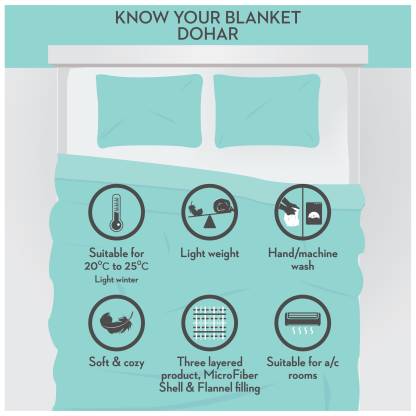 KNOW YOUR BLANKET
DOHAR
Suitable for
20°C to 25°C
Light winter
Light weight
Hand/machine
wash
Soft & cozy
Three layered
product, MicroFiber
Shell & Flannel filling
Suitable for a/c
rooms